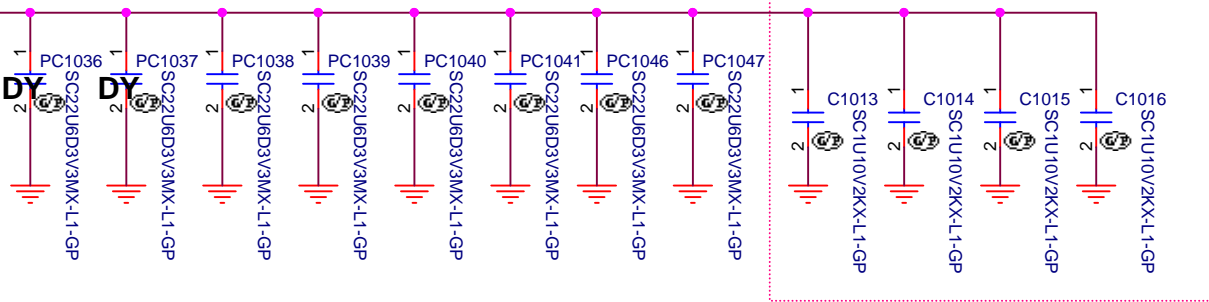 1 PC1036 1 PC1037 1 PC1038 1 PC1039 1 PC1040 1 PC1041 1 PC1046 1 PC1047
DY DY
2 G/P 2 G/P 2 G/P 2 G/P 2 G/P 2 G/P 2 G/P 2 G/P
SC22U6D3V3MX-L1-GP
SC22U6D3V3MX-L1-GP
SC22U6D3V3MX-L1-GP
SC22U6D3V3MX-L1-GP
SC22U6D3V3MX-L1-GP
SC22U6D3V3MX-L1-GP
SC22U6D3V3MX-L1-GP
SC22U6D3V3MX-L1-GP
1 C1013 1 C1014 1 C1015 1 C1016
2 G/P 2 G/P 2 G/P 2 G/P
SC1U10V2KX-L1-GP
SC1U10V2KX-L1-GP
SC1U10V2KX-L1-GP
SC1U10V2KX-L1-GP